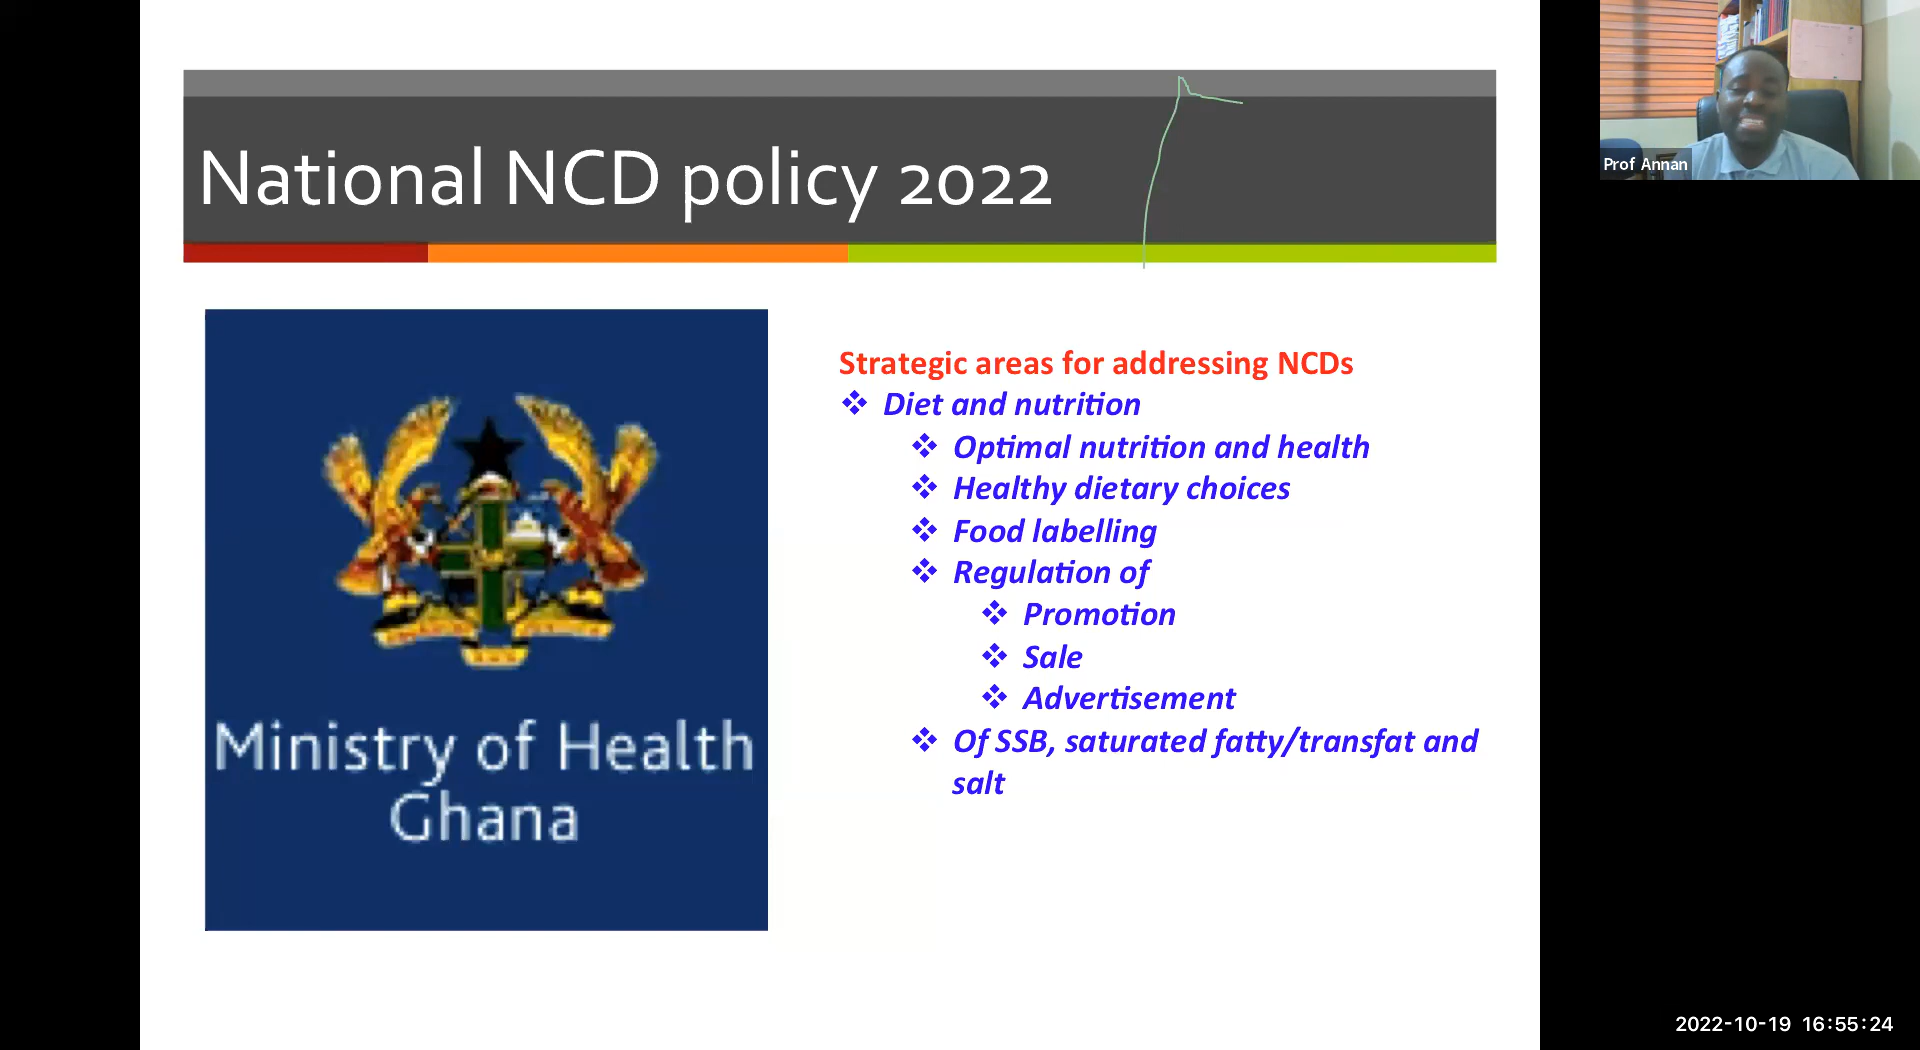 National NCD policy 2022
Prof Annan
Strategic areas for addressing NCDs
❖ Diet and nutrition
❖ Optimal nutrition and health
❖ Healthy dietary choices
❖ Food labelling
❖ Regulation of
❖ Promotion
❖ Sale
❖ Advertisement
❖ Of SSB, saturated fatty/transfat and
salt
Ministry of Health
Ghana
2022-10-19 16:55:24